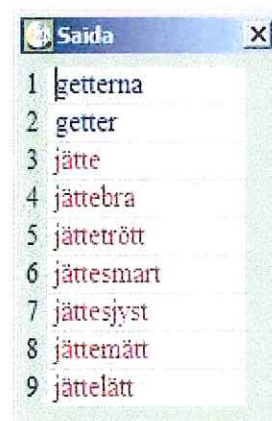 Saida
1 getterna
2 getter
3 jätte
4 jättebra
5 jättetrött
6 jättesmart
7 jättesjyst
8 jättemätt
9 jättelätt